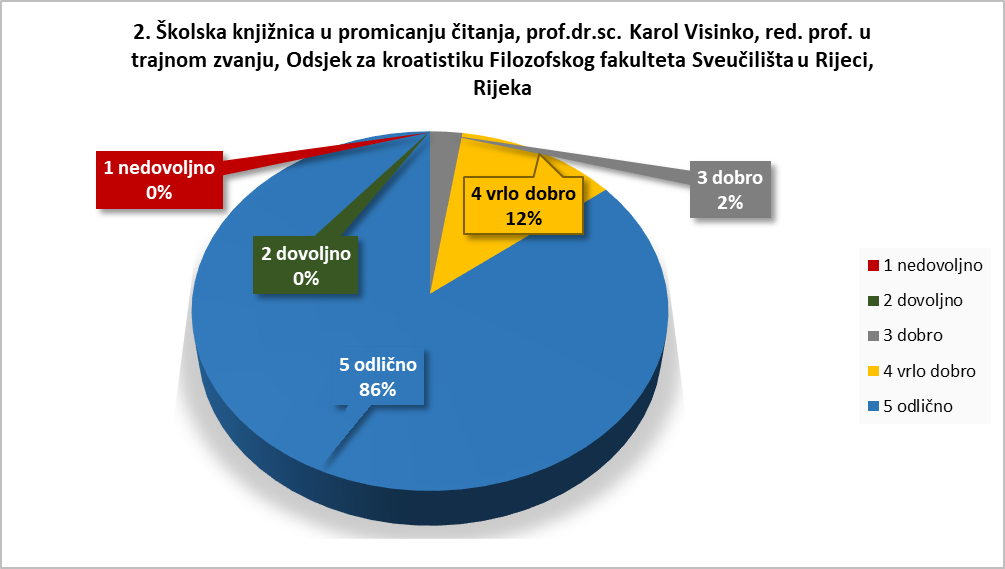 2. Školska knjižnica u promicanju čitanja, prof.dr.sc. Karol Visinko, red. prof. u
trajnom zvanju, Odsjek za kroatistiku Filozofskog fakulteta Sveučilišta u Rijeci,
Rijeka
1 nedovoljno
0%
2 dovoljno
0%
4 vrlo dobro
12%
3 dobro
2%
5 odlično
86%
1 nedovoljno
2 dovoljno
3 dobro
4 vrlo dobro
5 odlično